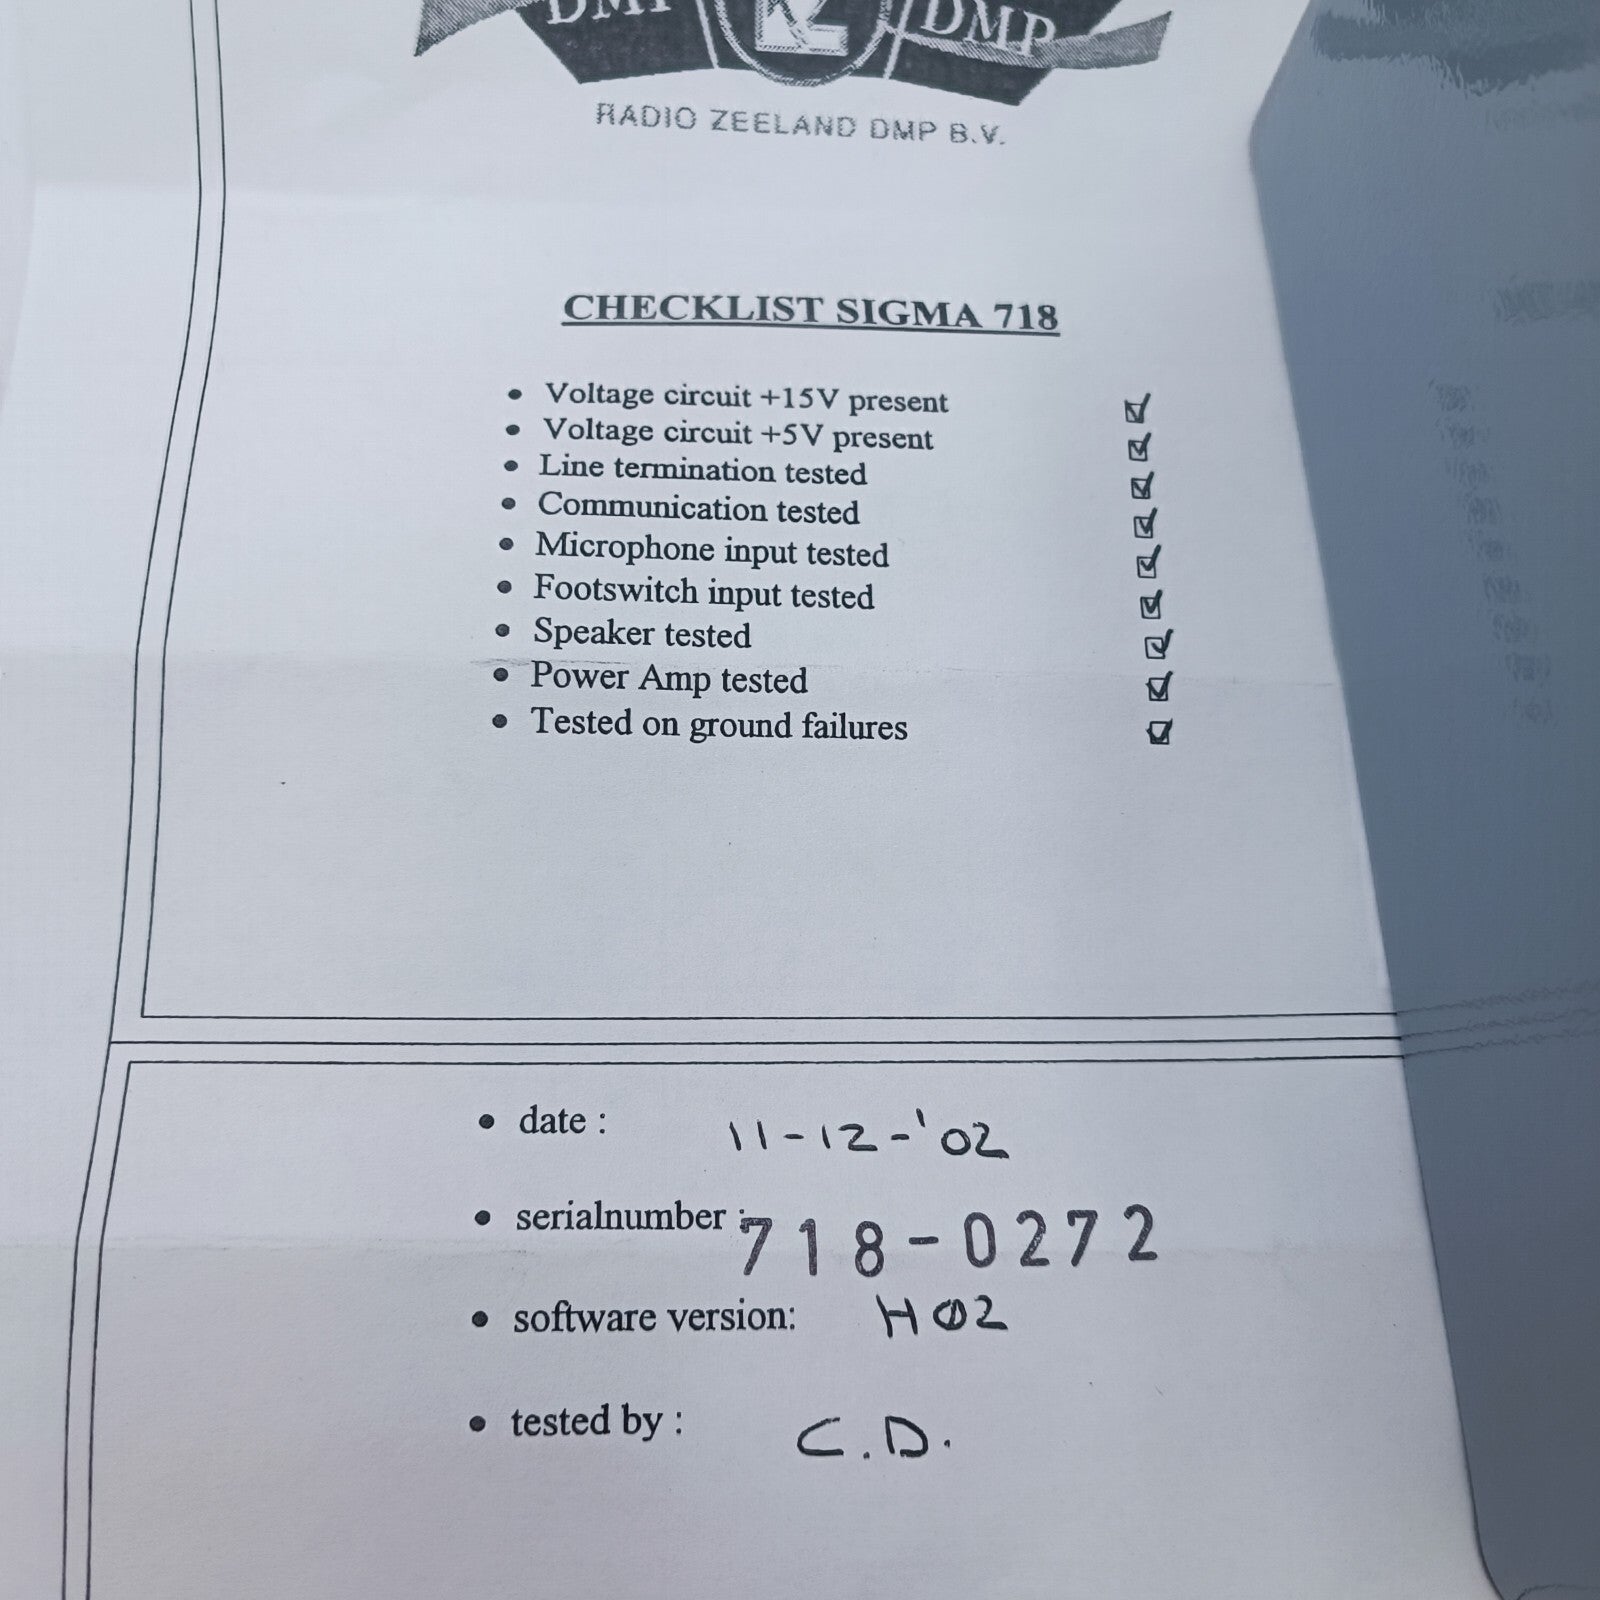 DMP
RADIO ZEELAND DMP B.V.
CHECKLIST SIGMA 718
• Voltage circuit +15V present ☑
• Voltage circuit +5V present ☑
• Line termination tested ☑
• Communication tested ☑
• Microphone input tested ☑
• Footswitch input tested ☑
• Speaker tested ☑
• Power Amp tested ☑
• Tested on ground failures ☑
• date : 11-12-'02
• serialnumber : 718-0272
• software version: H02
• tested by : C.D.